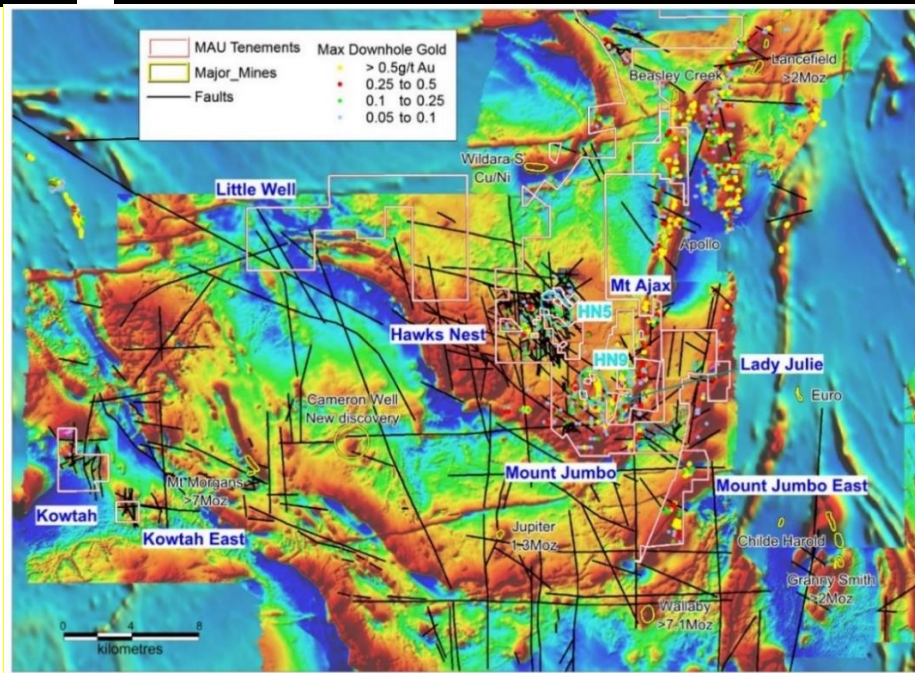 MAU Tenements
Major_Mines
Faults
Max Downhole Gold
> 0.5g/t Au
0.25 to 0.5
0.1 to 0.25
0.05 to 0.1
Beasley Creek
Lancefield
>2Moz
Wildara S
Cu/Ni
Little Well
Apollo
Mt Ajax
HN5
Hawks Nest
HN9
Lady Julie
Euro
Cameron Well
New discovery
Mount Jumbo
Mt Morgans
>7Moz
Mount Jumbo East
Kowtah
Kowtah East
Jupiter
1.3Moz
Childe Harold
Granny Smith
>2Moz
Wallaby
>7.1Moz
0 4 8
kilometres